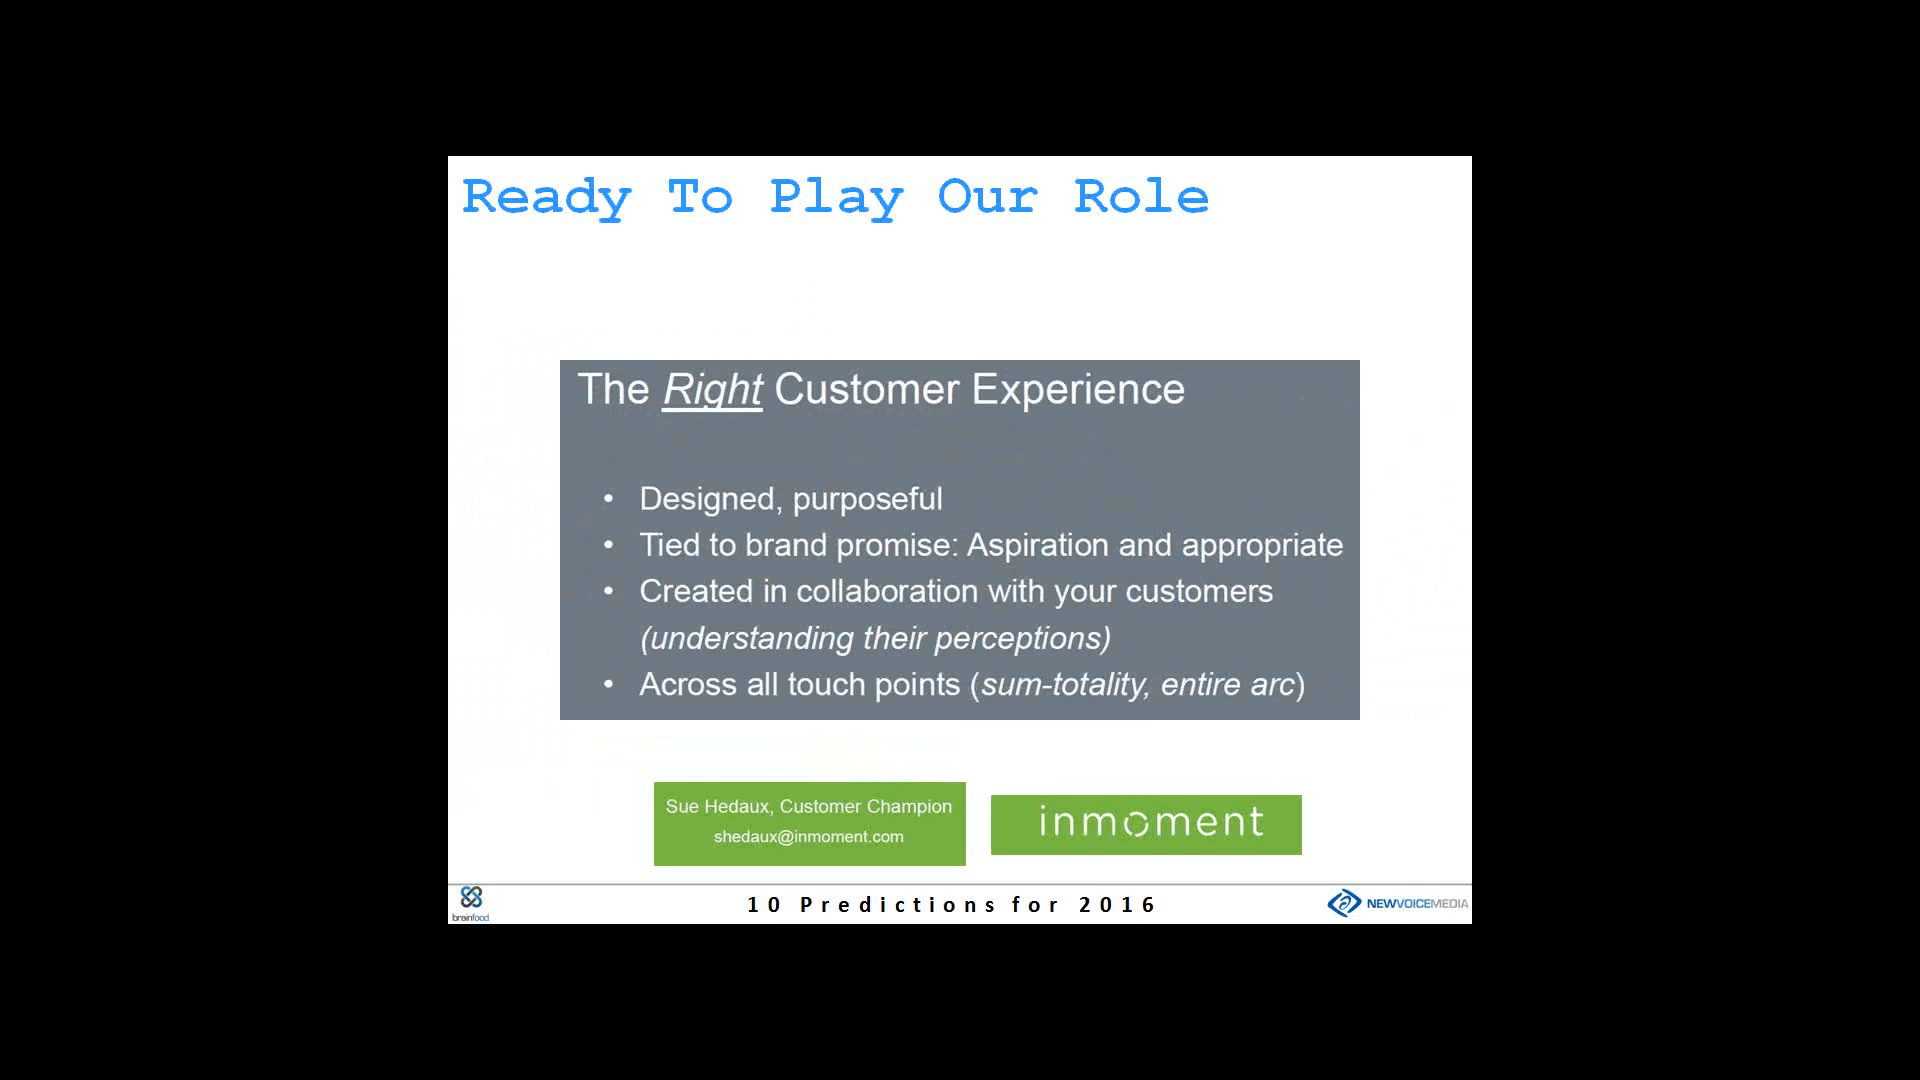 Ready To Play Our Role
The Right Customer Experience
• Designed, purposeful
• Tied to brand promise: Aspiration and appropriate
• Created in collaboration with your customers
(understanding their perceptions)
• Across all touch points (sum-totality, entire arc)
Sue Hedaux, Customer Champion
shedaux@inmoment.com
inmoment
brainfood
10 Predictions for 2016
NEWVOICEMEDIA